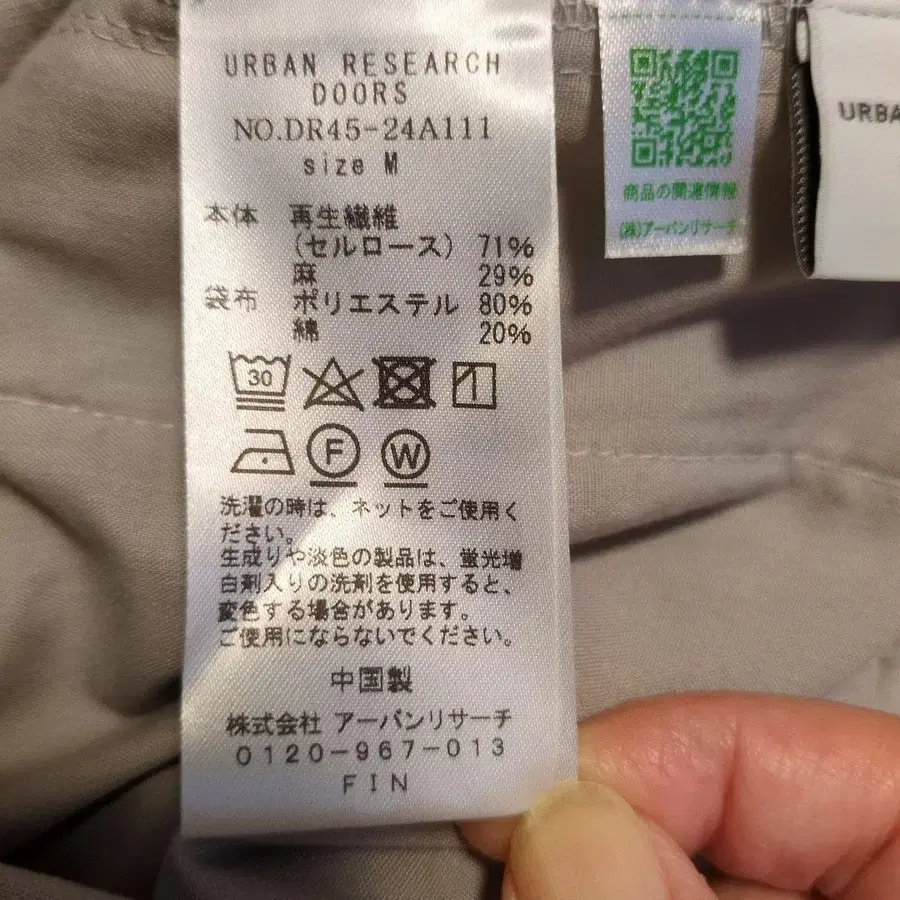 URBAN RESEARCH
DOORS
NO.DR45-24A111
size M
本体 再生繊維
(セルロース) 71%
麻 29%
袋布 ポリエステル 80%
綿 20%
30
F
W
洗濯の時は、ネットをご使用く
ださい。
生成りや淡色の製品は、蛍光増
白剤入りの洗剤を使用すると、
変色する場合があります。
ご使用にならないでください。
中国製
株式会社 アーバンリサーチ
0120-967-013
FIN
商品の関連情報
(株)アーバンリサーチ
URBA